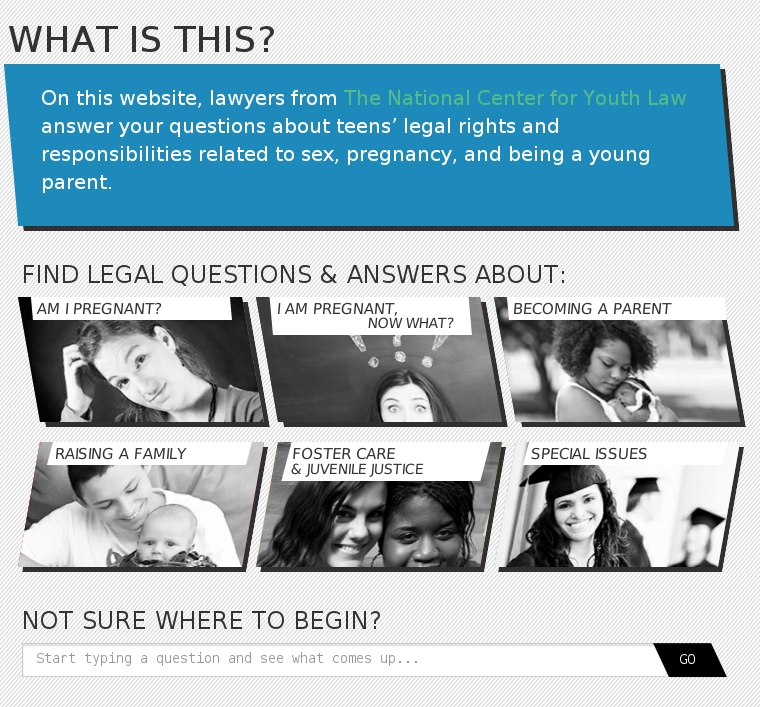 WHAT IS THIS?
On this website, lawyers from The National Center for Youth Law
answer your questions about teens’ legal rights and
responsibilities related to sex, pregnancy, and being a young
parent.
FIND LEGAL QUESTIONS & ANSWERS ABOUT:
AM I PREGNANT?
I AM PREGNANT,
NOW WHAT?
BECOMING A PARENT
RAISING A FAMILY
FOSTER CARE
& JUVENILE JUSTICE
SPECIAL ISSUES
NOT SURE WHERE TO BEGIN?
Start typing a question and see what comes up...
GO